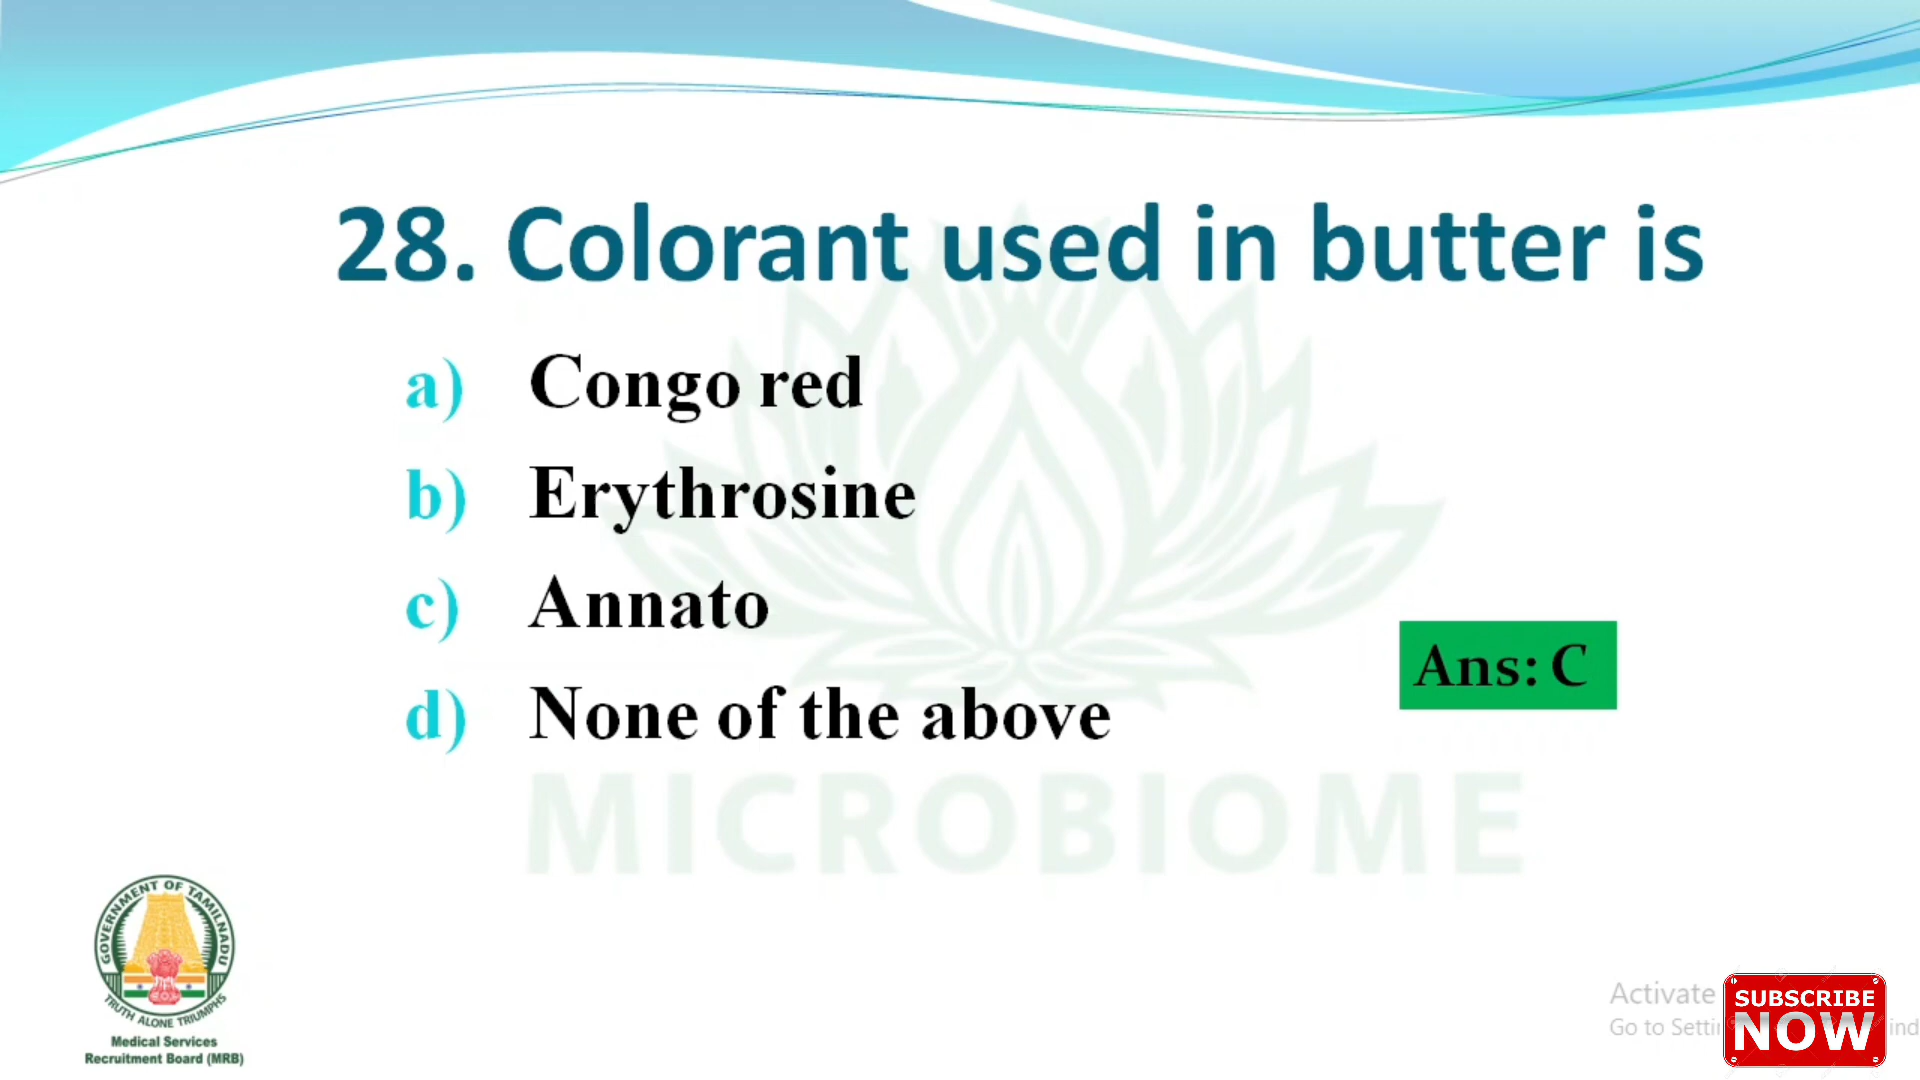 28. Colorant used in butter is
a) Congo red
b) Erythrosine
c) Annato
d) None of the above
Ans: C
MICROBIOME
GOVERNMENT OF TAMILNADU
TRUTH ALONE TRIUMPHS
Medical Services
Recruitment Board (MRB)
Activate
Go to
SUBSCRIBE
NOW